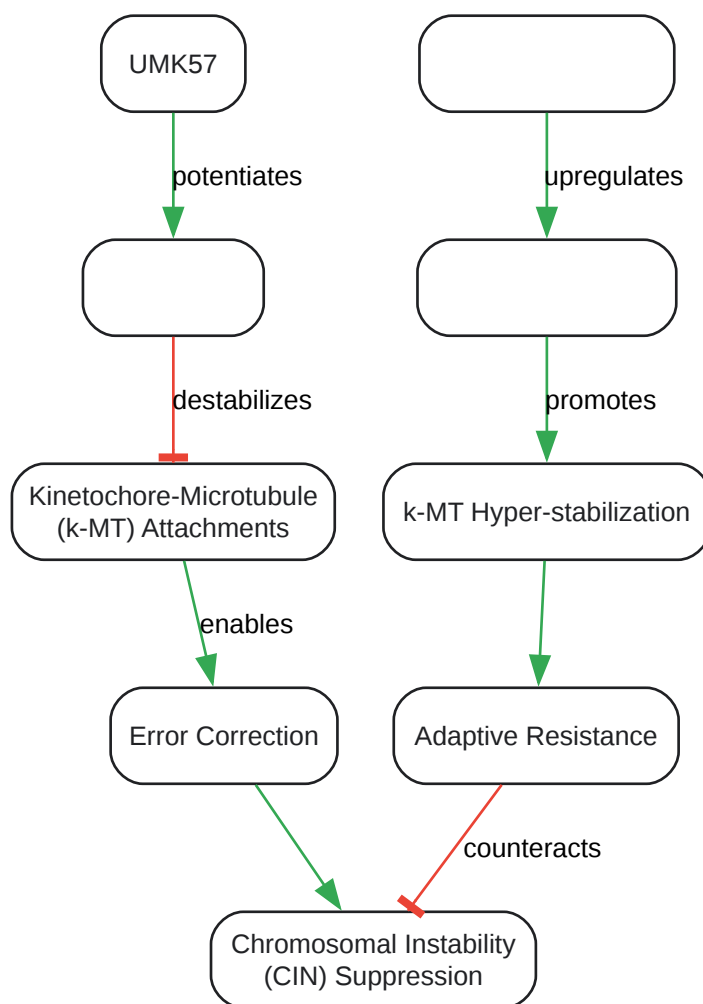 UMK57
potentiates
upregulates
destabilizes
promotes
Kinetochore-Microtubule
(k-MT) Attachments
k-MT Hyper-stabilization
enables
Error Correction
Adaptive Resistance
counteracts
Chromosomal Instability
(CIN) Suppression